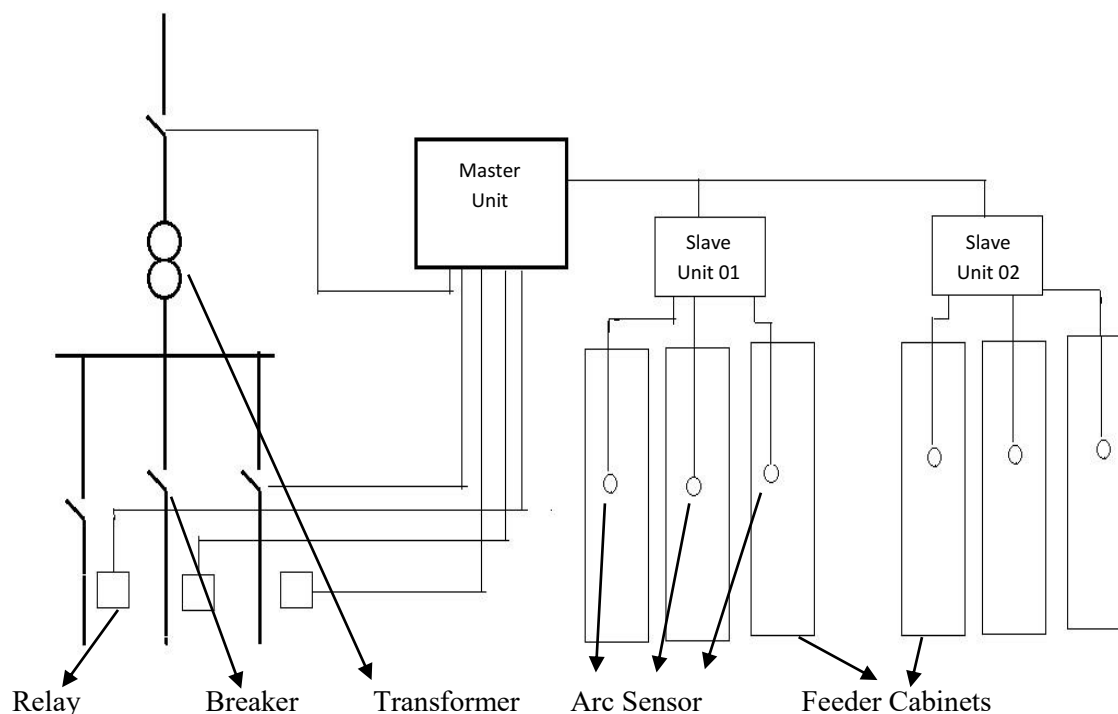 Master
Unit
Slave
Unit 01
Slave
Unit 02
Relay
Breaker
Transformer
Arc Sensor
Feeder Cabinets